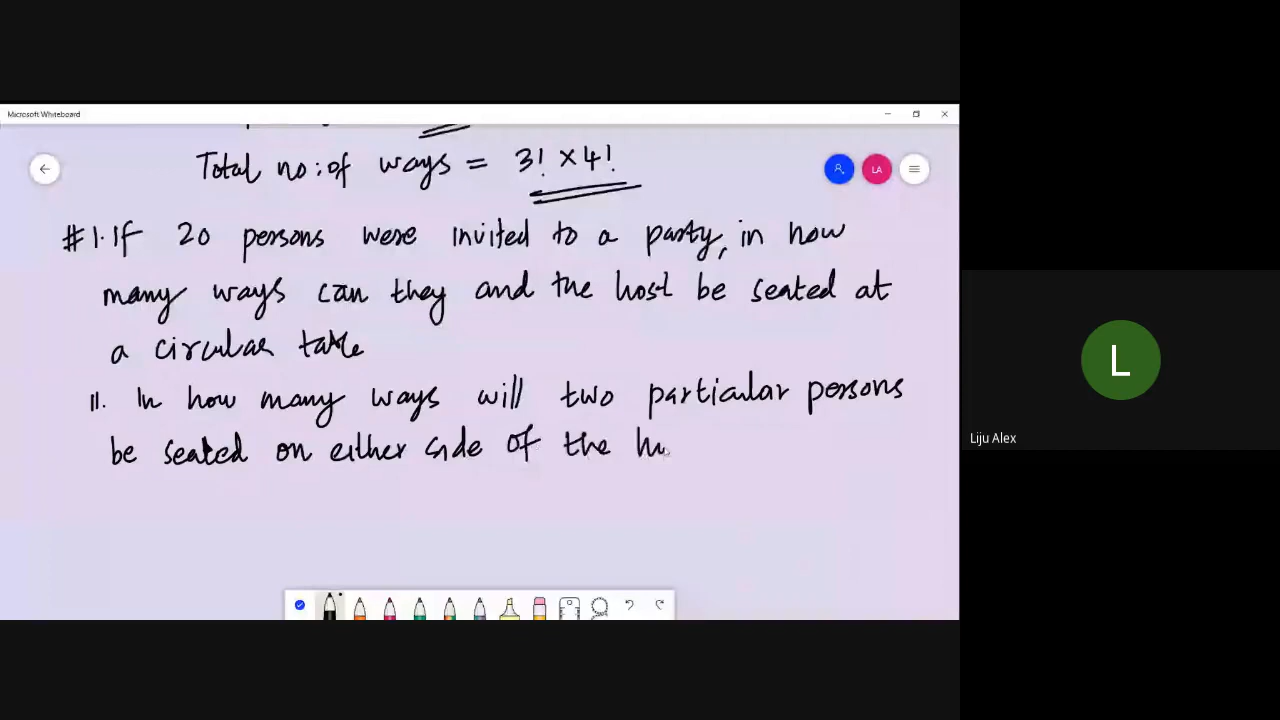 Microsoft Whiteboard
Total no: of ways = 3! × 4!
LA
#1. If 20 persons were invited to a party, in how
many ways can they and the host be seated at
a circular table
11. In how many ways will two particular persons
be seated on either side of the
L
Liju Alex